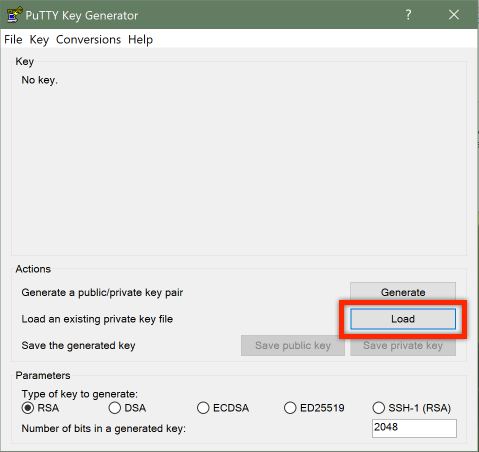 PuTTY Key Generator ? ×
File Key Conversions Help
Key
No key.
Actions
Generate a public/private key pair Generate
Load an existing private key file Load
Save the generated key Save public key Save private key
Parameters
Type of key to generate:
RSA DSA ECDSA ED25519 SSH-1 (RSA)
Number of bits in a generated key: 2048